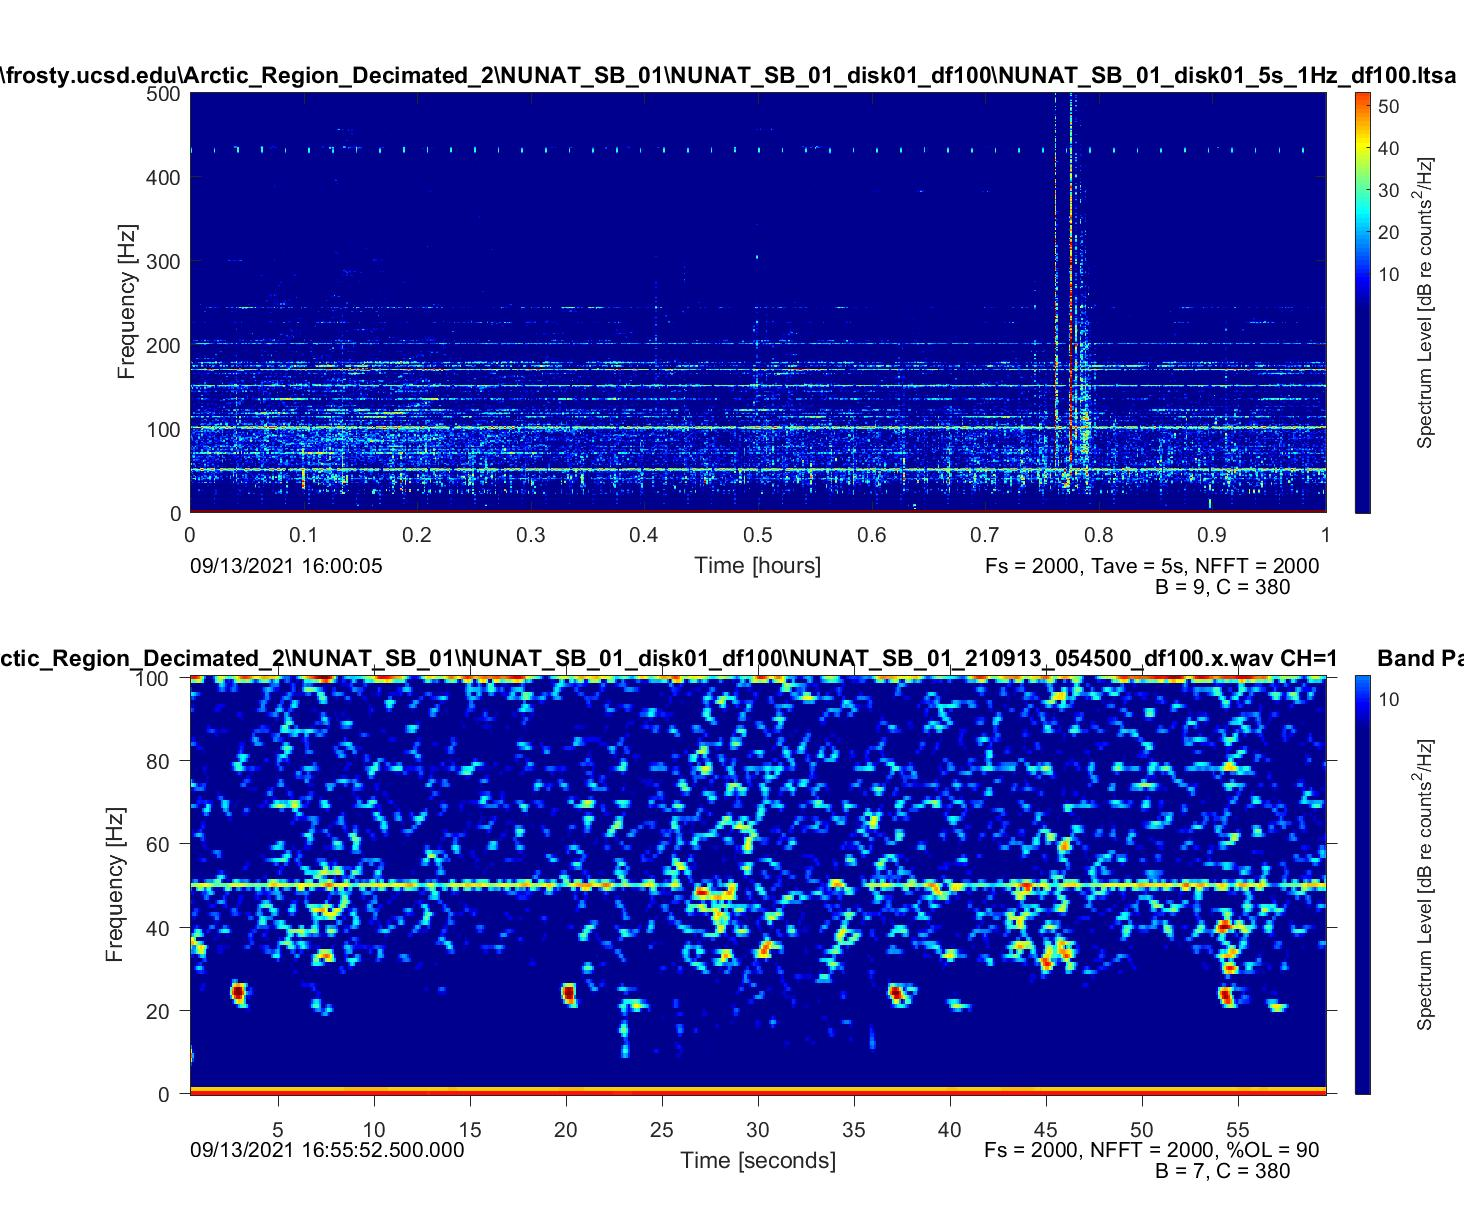 \frosty.ucsd.edu\Arctic_Region_Decimated_2\NUNAT_SB_01\NUNAT_SB_01_disk01_df100\NUNAT_SB_01_disk01_5s_1Hz_df100.ltsa
500
400
300
200
100
0
Frequency [Hz]
0 0.1 0.2 0.3 0.4 0.5 0.6 0.7 0.8 0.9 1
Time [hours]
09/13/2021 16:00:05
Fs = 2000, Tave = 5s, NFFT = 2000
B = 9, C = 380
50
40
30
20
10
Spectrum Level [dB re counts²/Hz]
ctic_Region_Decimated_2\NUNAT_SB_01\NUNAT_SB_01_disk01_df100\NUNAT_SB_01_210913_054500_df100.x.wav CH=1 Band Pa
100
80
60
40
20
0
Frequency [Hz]
5 10 15 20 25 30 35 40 45 50 55
Time [seconds]
09/13/2021 16:55:52.500.000
Fs = 2000, NFFT = 2000, %OL = 90
B = 7, C = 380
10
Spectrum Level [dB re counts²/Hz]